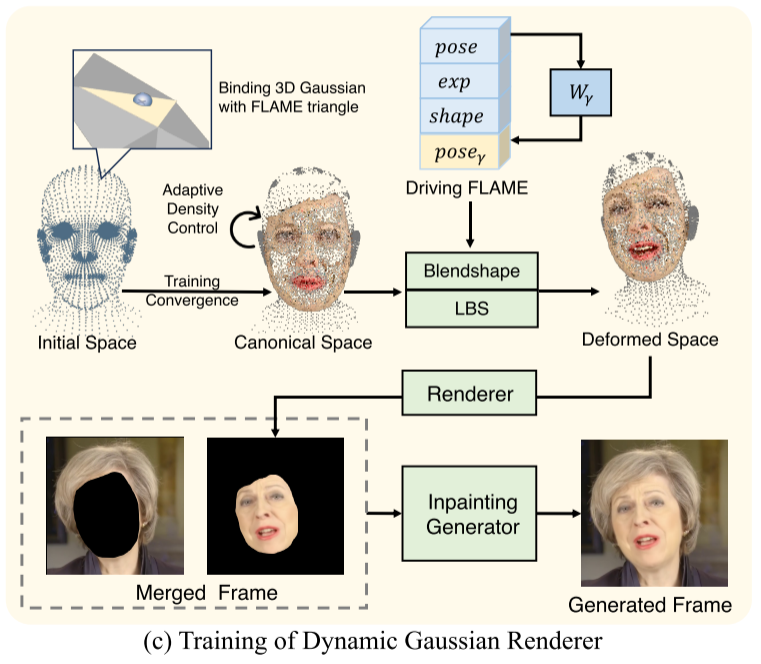 Binding 3D Gaussian
with FLAME triangle
pose
exp
shape
pose_γ
W_γ
Driving FLAME
Adaptive
Density
Control
Training
Convergence
Initial Space
Canonical Space
Blendshape
LBS
Deformed Space
Renderer
Merged Frame
Inpainting
Generator
Generated Frame
(c) Training of Dynamic Gaussian Renderer